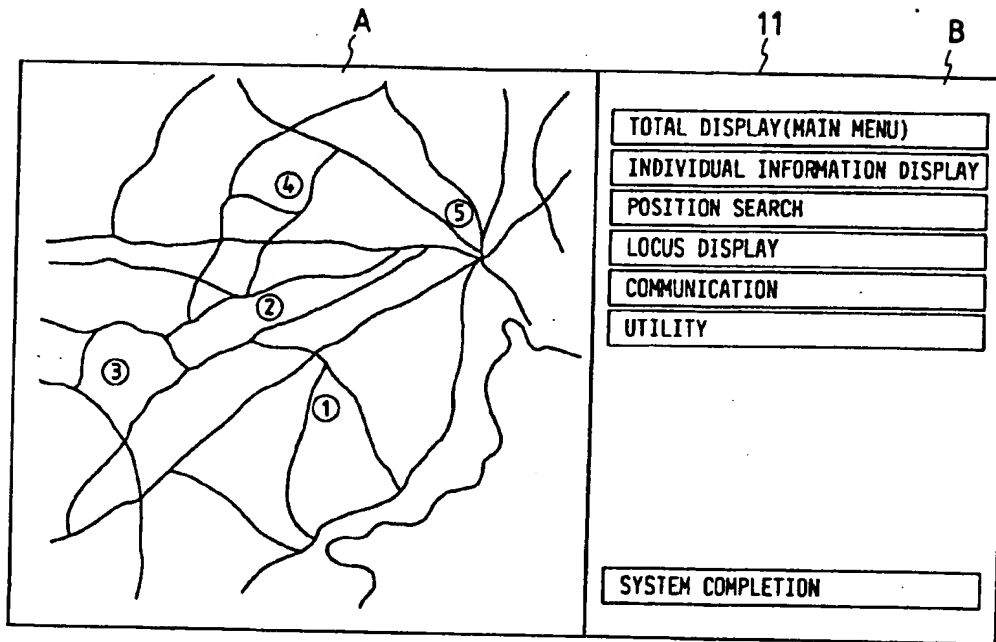 A
11
B
TOTAL DISPLAY(MAIN MENU)
INDIVIDUAL INFORMATION DISPLAY
POSITION SEARCH
LOCUS DISPLAY
COMMUNICATION
UTILITY
④
⑤
②
③
①
SYSTEM COMPLETION